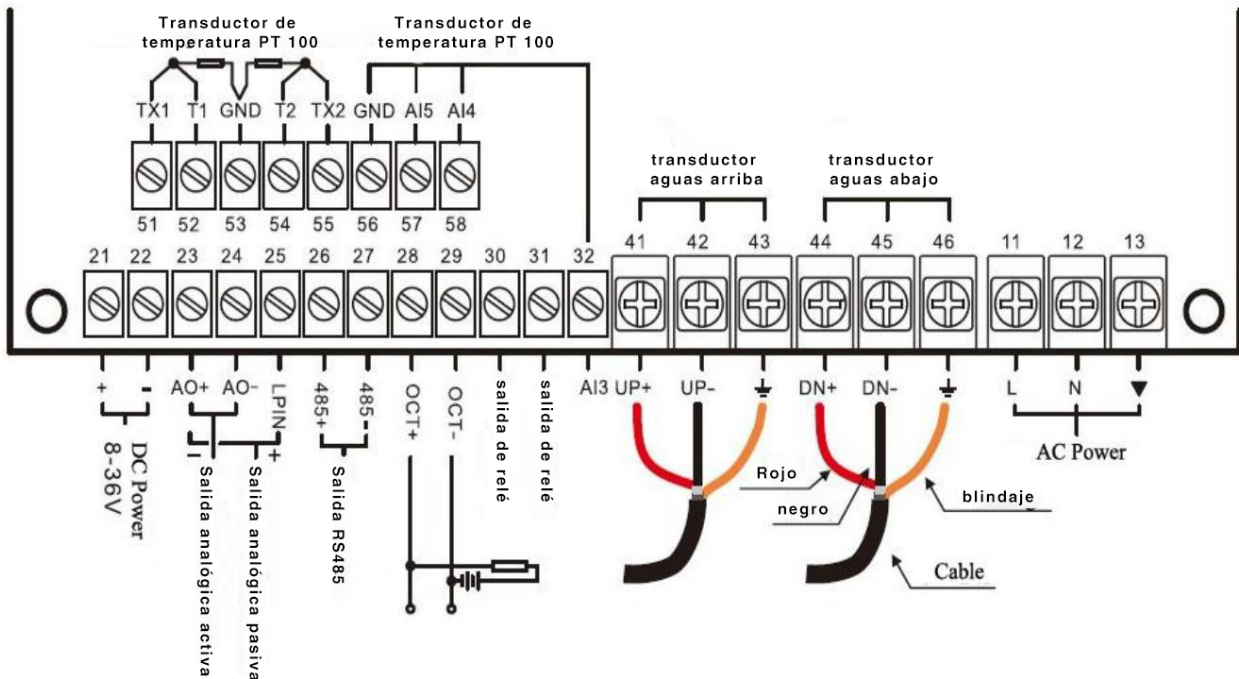 Transductor de
temperatura PT 100
Transductor de
temperatura PT 100
TX1 T1 GND T2 TX2 GND AI5 AI4
51 52 53 54 55 56 57 58
transductor
aguas arriba
transductor
aguas abajo
21 22 23 24 25 26 27 28 29 30 31 32 41 42 43 44 45 46 11 12 13
+ - AO+ AO- LPIN 485+ 485- OCT+ OCT- salida de relé salida de relé AI3 UP+ UP- DN+ DN- L N
DC Power
8-36V
- +
Salida analógica activa
Salida analógica pasiva
Salida RS485
AC Power
Rojo
negro
blindaje
Cable